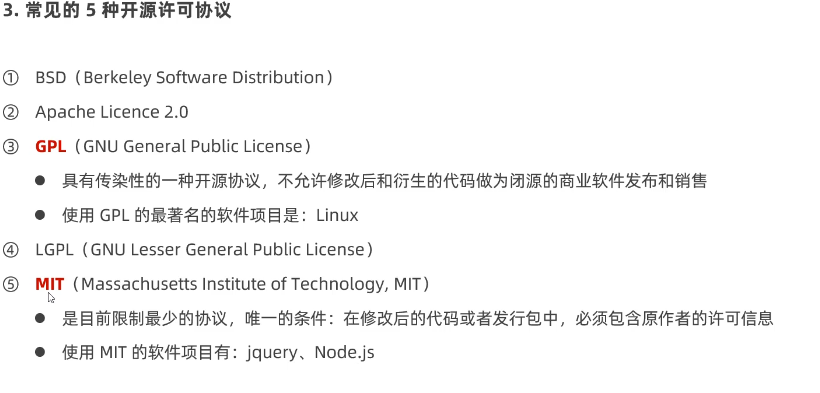 3. 常见的 5 种开源许可协议
① BSD（Berkeley Software Distribution）
② Apache Licence 2.0
③ GPL（GNU General Public License）
● 具有传染性的一种开源协议，不允许修改后和衍生的代码做为闭源的商业软件发布和销售
● 使用 GPL 的最著名的软件项目是：Linux
④ LGPL（GNU Lesser General Public License）
⑤ MIT（Massachusetts Institute of Technology, MIT）
● 是目前限制最少的协议，唯一的条件：在修改后的代码或者发行包中，必须包含原作者的许可信息
● 使用 MIT 的软件项目有：jquery、Node.js